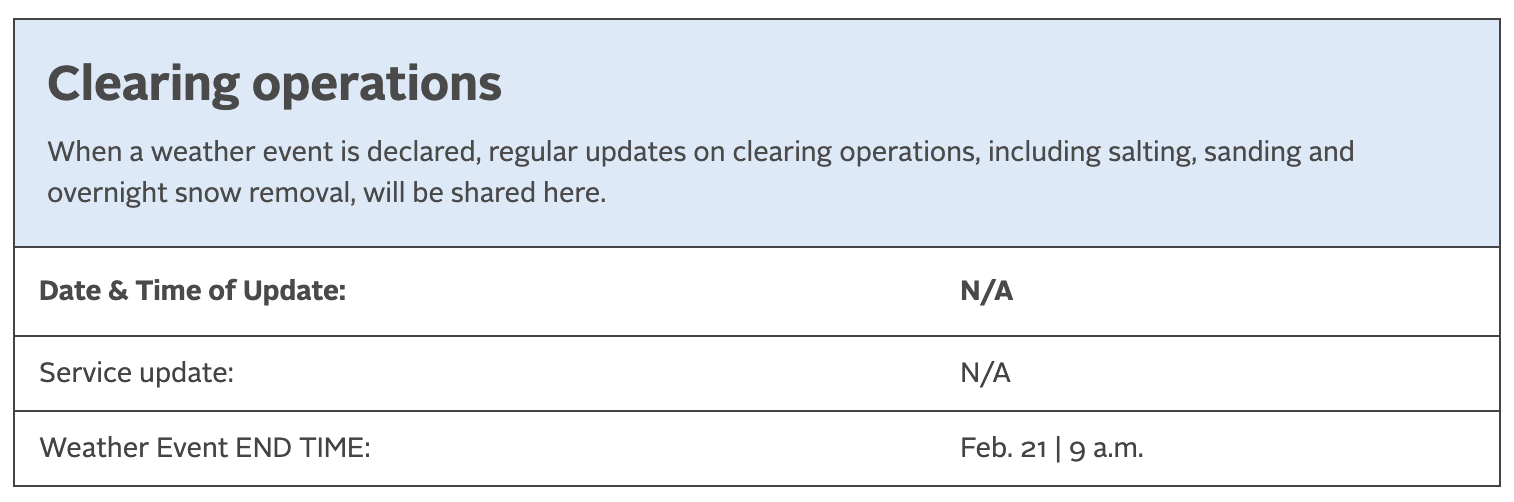 Clearing operations
When a weather event is declared, regular updates on clearing operations, including salting, sanding and
overnight snow removal, will be shared here.
Date & Time of Update: N/A
Service update: N/A
Weather Event END TIME: Feb. 21 | 9 a.m.